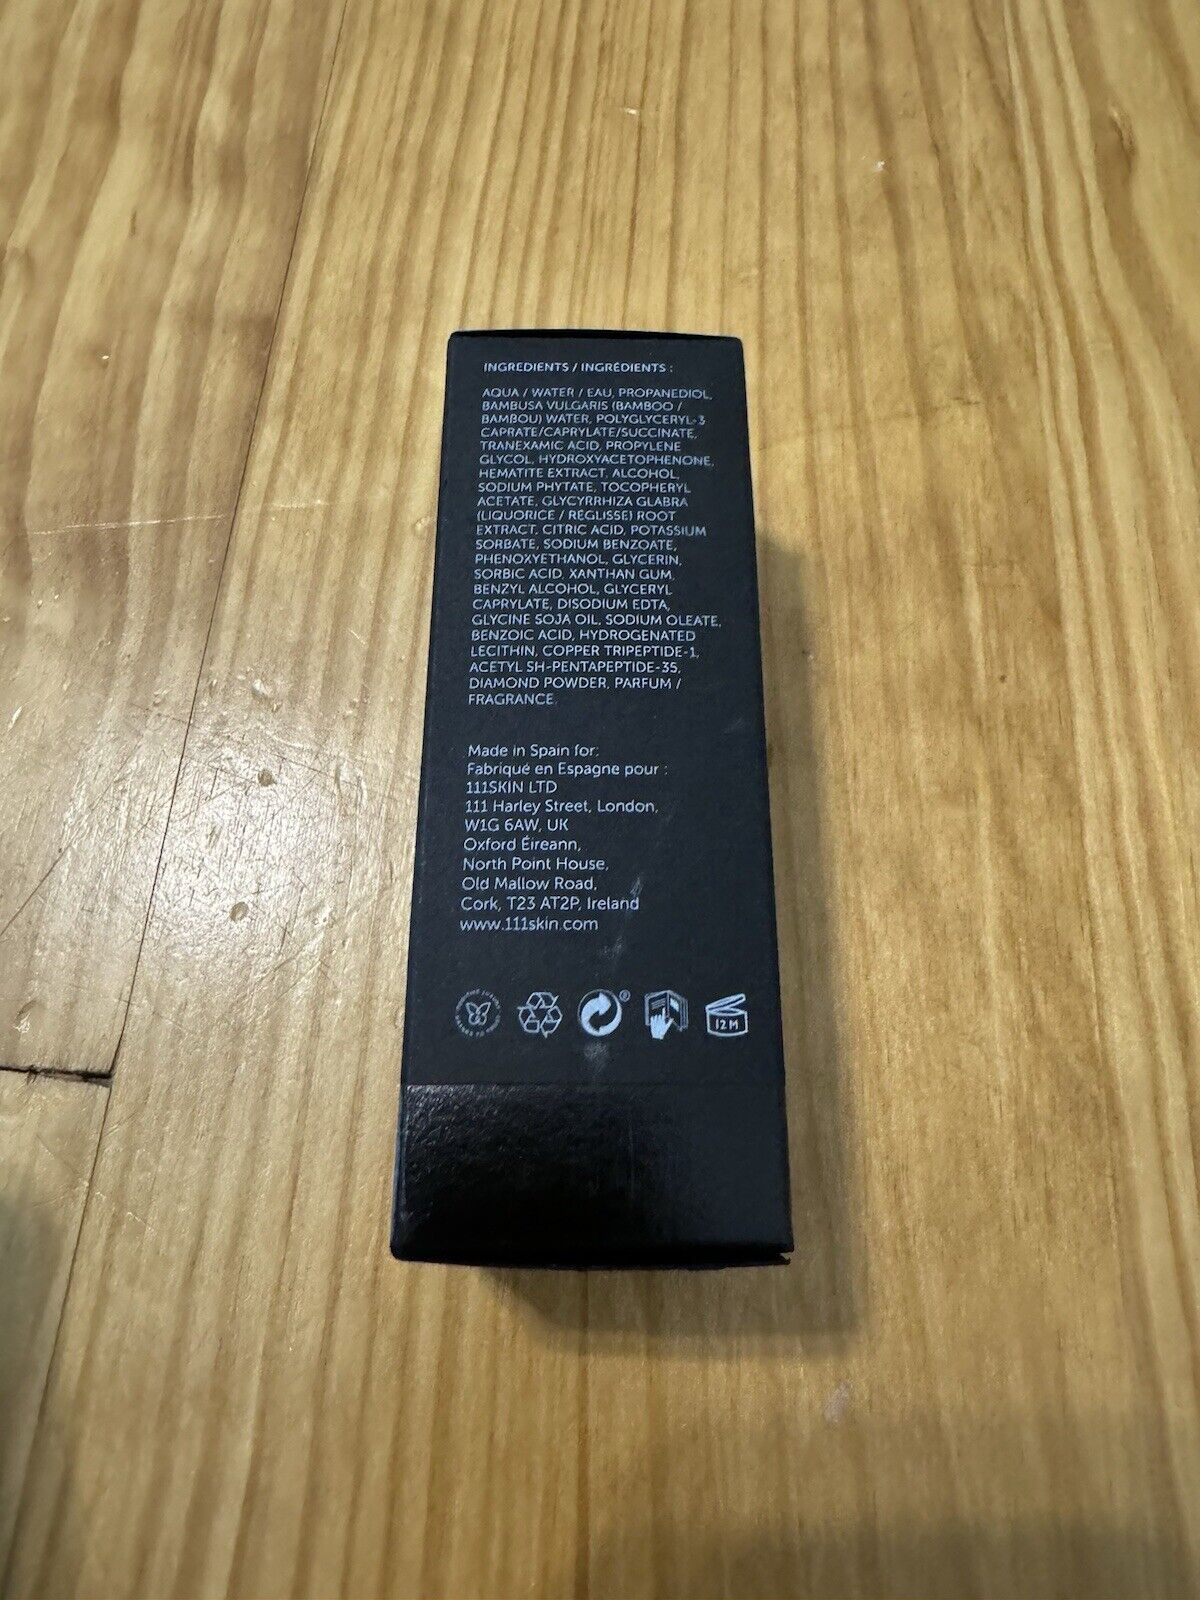 INGREDIENTS / INGRÉDIENTS :
AQUA / WATER / EAU, PROPANEDIOL,
BAMBUSA VULGARIS (BAMBOO /
BAMBOU) WATER, POLYGLYCERYL-3
CAPRATE/CAPRYLATE/SUCCINATE,
TRANEXAMIC ACID, PROPYLENE
GLYCOL, HYDROXYACETOPHENONE,
HEMATITE EXTRACT, ALCOHOL,
SODIUM PHYTATE, TOCOPHERYL
ACETATE, GLYCYRRHIZA GLABRA
(LIQUORICE / RÉGLISSE) ROOT
EXTRACT, CITRIC ACID, POTASSIUM
SORBATE, SODIUM BENZOATE,
PHENOXYETHANOL, GLYCERIN,
SORBIC ACID, XANTHAN GUM,
BENZYL ALCOHOL, GLYCERYL
CAPRYLATE, DISODIUM EDTA,
GLYCINE SOJA OIL, SODIUM OLEATE,
BENZOIC ACID, HYDROGENATED
LECITHIN, COPPER TRIPEPTIDE-1,
ACETYL SH-PENTAPEPTIDE-35,
DIAMOND POWDER, PARFUM /
FRAGRANCE.
Made in Spain for:
Fabriqué en Espagne pour :
111SKIN LTD
111 Harley Street, London,
W1G 6AW, UK
Oxford Éireann,
North Point House,
Old Mallow Road,
Cork, T23 AT2P, Ireland
www.111skin.com
® 12 M